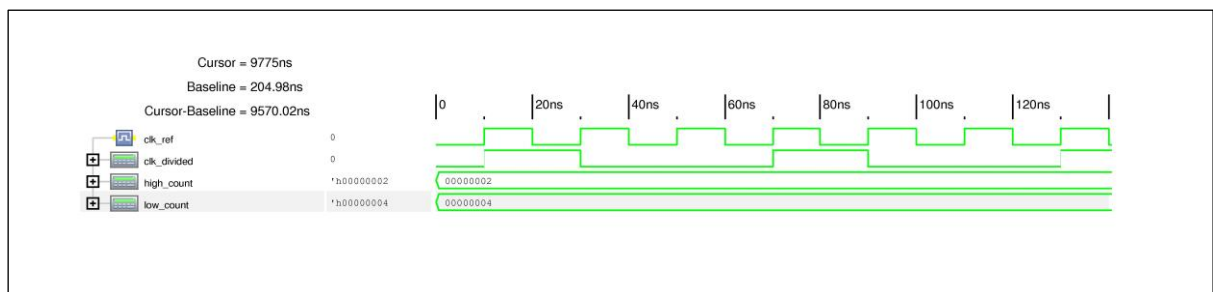 Cursor = 9775ns
Baseline = 204.98ns
Cursor-Baseline = 9570.02ns
0 20ns 40ns 60ns 80ns 100ns 120ns
clk_ref 0
clk_divided 0
high_count 'h00000002 00000002
low_count 'h00000004 00000004